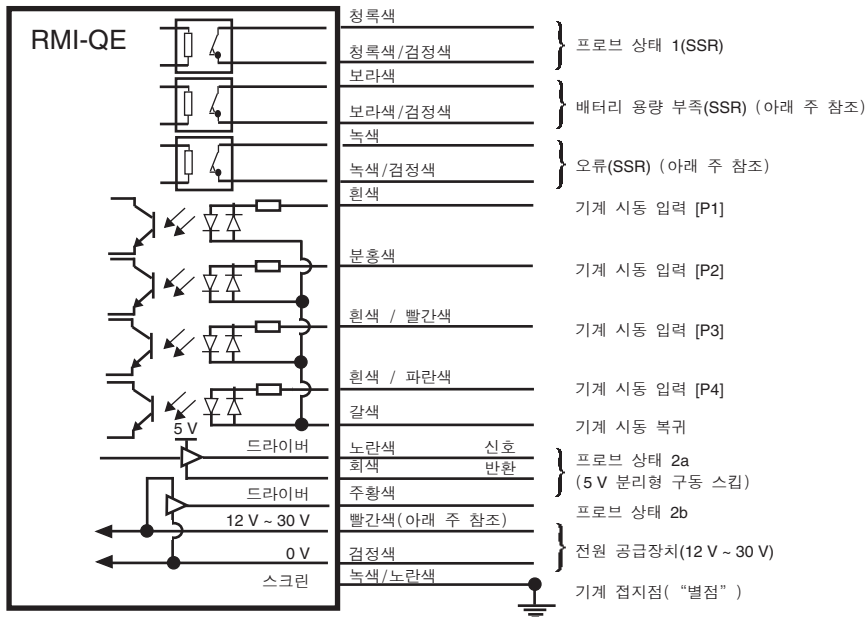 RMI-QE
청록색
청록색/검정색
프로브 상태 1(SSR)
보라색
보라색/검정색
배터리 용량 부족(SSR) (아래 주 참조)
녹색
녹색/검정색
오류(SSR) (아래 주 참조)
흰색
기계 시동 입력 [P1]
분홍색
기계 시동 입력 [P2]
흰색 / 빨간색
기계 시동 입력 [P3]
흰색 / 파란색
기계 시동 입력 [P4]
갈색
기계 시동 복귀
5 V
드라이버 노란색 신호
회색 반환
프로브 상태 2a
(5 V 분리형 구동 스킵)
드라이버 주황색
프로브 상태 2b
12 V ~ 30 V 빨간색(아래 주 참조)
0 V 검정색
전원 공급장치(12 V ~ 30 V)
스크린 녹색/노란색
기계 접지점( “별점” )